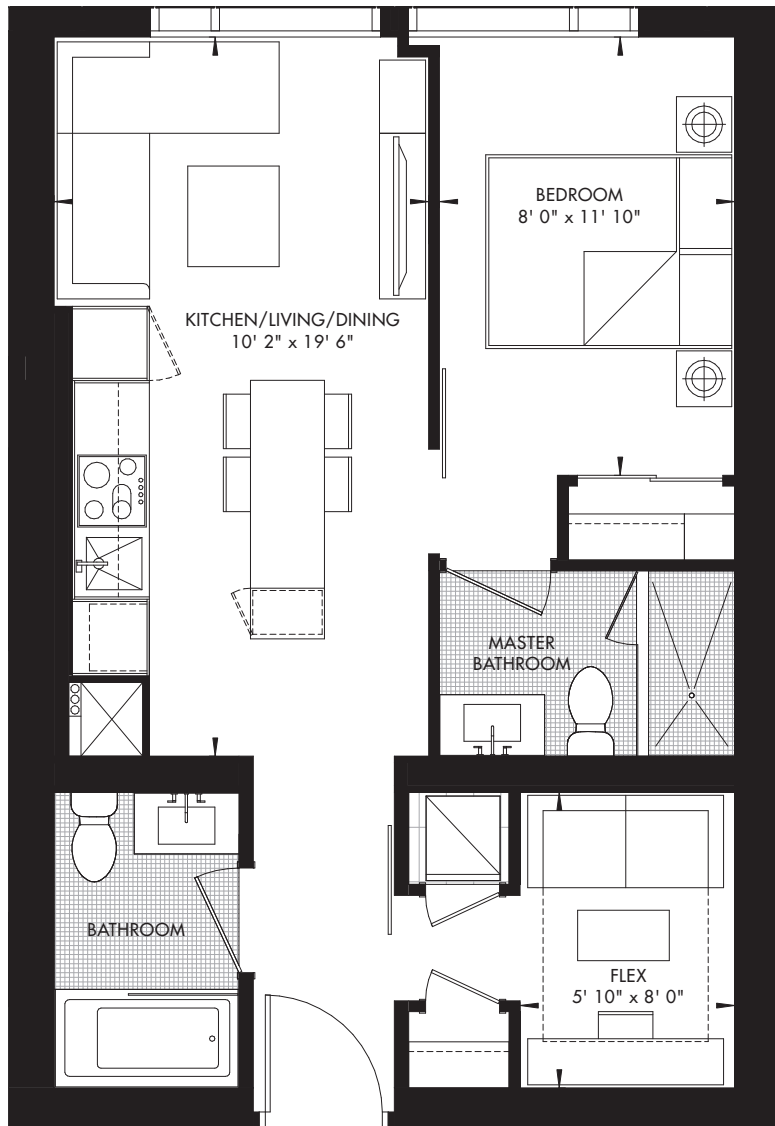 BEDROOM
8' 0" x 11' 10"
KITCHEN/LIVING/DINING
10' 2" x 19' 6"
MASTER
BATHROOM
BATHROOM
FLEX
5' 10" x 8' 0"